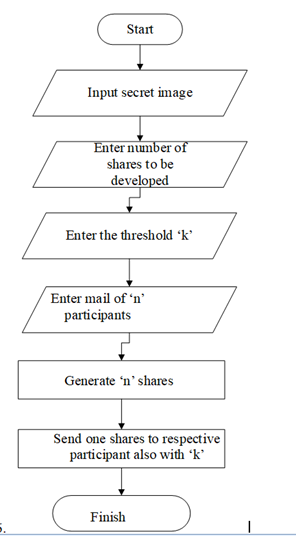 Start
Input secret image
Enter number of
shares to be
developed
Enter the threshold ‘k’
Enter mail of ‘n’
participants
Generate ‘n’ shares
Send one shares to respective
participant also with ‘k’
Finish